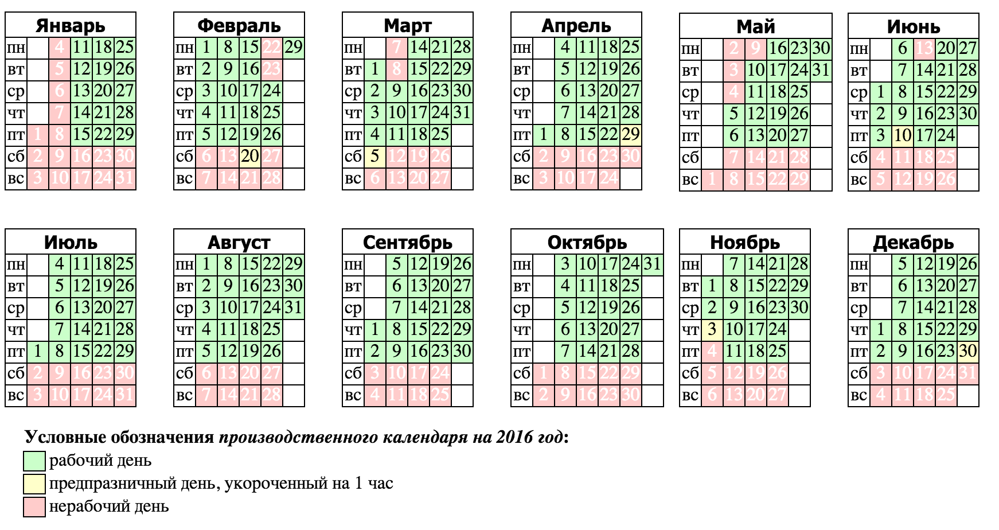 Январь Февраль Март Апрель Май Июнь
пн 4 11 18 25 пн 1 8 15 22 29 пн 7 14 21 28 пн 4 11 18 25 пн 2 9 16 23 30 пн 6 13 20 27
вт 5 12 19 26 вт 2 9 16 23 вт 1 8 15 22 29 вт 5 12 19 26 вт 3 10 17 24 31 вт 7 14 21 28
ср 6 13 20 27 ср 3 10 17 24 ср 2 9 16 23 30 ср 6 13 20 27 ср 4 11 18 25 ср 1 8 15 22 29
чт 7 14 21 28 чт 4 11 18 25 чт 3 10 17 24 31 чт 7 14 21 28 чт 5 12 19 26 чт 2 9 16 23 30
пт 1 8 15 22 29 пт 5 12 19 26 пт 4 11 18 25 пт 1 8 15 22 29 пт 6 13 20 27 пт 3 10 17 24
сб 2 9 16 23 30 сб 6 13 20 27 сб 5 12 19 26 сб 2 9 16 23 30 сб 7 14 21 28 сб 4 11 18 25
вс 3 10 17 24 31 вс 7 14 21 28 вс 6 13 20 27 вс 3 10 17 24 вс 1 8 15 22 29 вс 5 12 19 26
Июль Август Сентябрь Октябрь Ноябрь Декабрь
пн 4 11 18 25 пн 1 8 15 22 29 пн 5 12 19 26 пн 3 10 17 24 31 пн 7 14 21 28 пн 5 12 19 26
вт 5 12 19 26 вт 2 9 16 23 30 вт 6 13 20 27 вт 4 11 18 25 вт 1 8 15 22 29 вт 6 13 20 27
ср 6 13 20 27 ср 3 10 17 24 31 ср 7 14 21 28 ср 5 12 19 26 ср 2 9 16 23 30 ср 7 14 21 28
чт 7 14 21 28 чт 4 11 18 25 чт 1 8 15 22 29 чт 6 13 20 27 чт 3 10 17 24 чт 1 8 15 22 29
пт 1 8 15 22 29 пт 5 12 19 26 пт 2 9 16 23 30 пт 7 14 21 28 пт 4 11 18 25 пт 2 9 16 23 30
сб 2 9 16 23 30 сб 6 13 20 27 сб 3 10 17 24 сб 1 8 15 22 29 сб 5 12 19 26 сб 3 10 17 24 31
вс 3 10 17 24 31 вс 7 14 21 28 вс 4 11 18 25 вс 2 9 16 23 30 вс 6 13 20 27 вс 4 11 18 25
Условные обозначения производственного календаря на 2016 год:
рабочий день
предпразничный день, укороченный на 1 час
нерабочий день